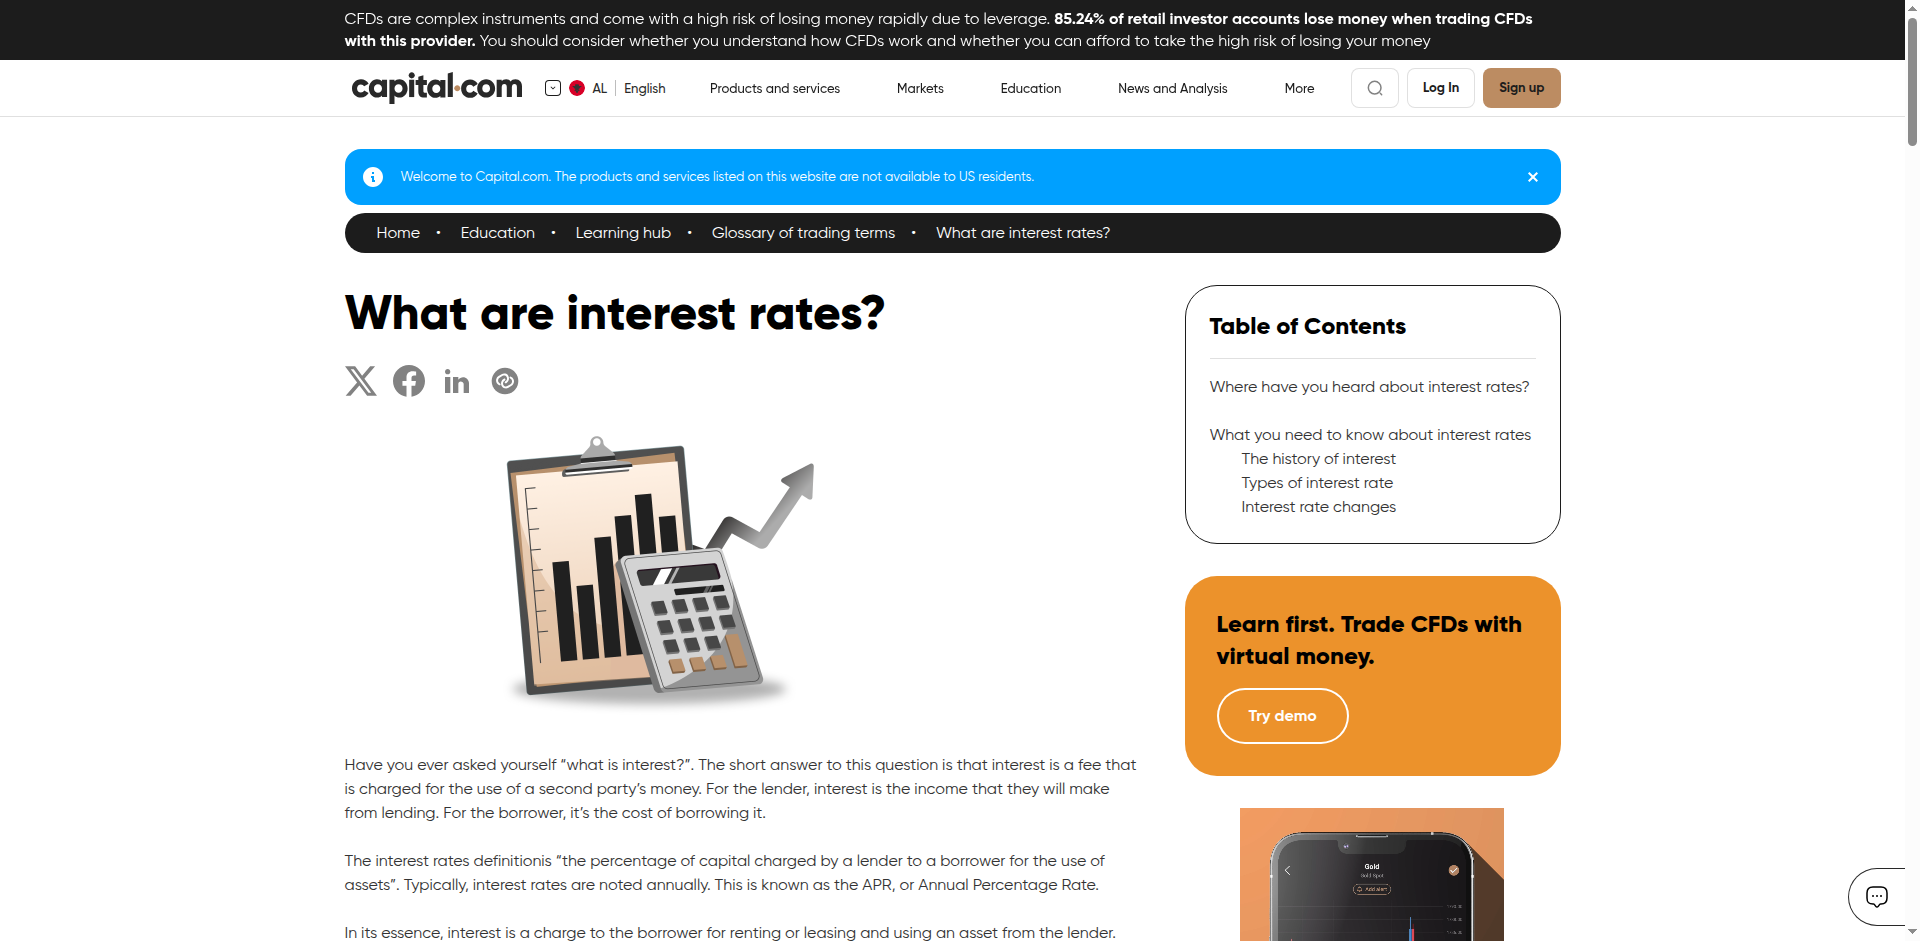 CFDs are complex instruments and come with a high risk of losing money rapidly due to leverage. 85.24% of retail investor accounts lose money when trading CFDs
with this provider. You should consider whether you understand how CFDs work and whether you can afford to take the high risk of losing your money
capital.com
AL English
Products and services
Markets
Education
News and Analysis
More
Log In
Sign up
Welcome to Capital.com. The products and services listed on this website are not available to US residents.
Home • Education • Learning hub • Glossary of trading terms • What are interest rates?
What are interest rates?
Have you ever asked yourself “what is interest?”. The short answer to this question is that interest is a fee that
is charged for the use of a second party’s money. For the lender, interest is the income that they will make
from lending. For the borrower, it’s the cost of borrowing it.
The interest rates definitionis “the percentage of capital charged by a lender to a borrower for the use of
assets”. Typically, interest rates are noted annually. This is known as the APR, or Annual Percentage Rate.
In its essence, interest is a charge to the borrower for renting or leasing and using an asset from the lender.
Table of Contents
Where have you heard about interest rates?
What you need to know about interest rates
The history of interest
Types of interest rate
Interest rate changes
Learn first. Trade CFDs with
virtual money.
Try demo
Gold
Gold Spot
Add alert